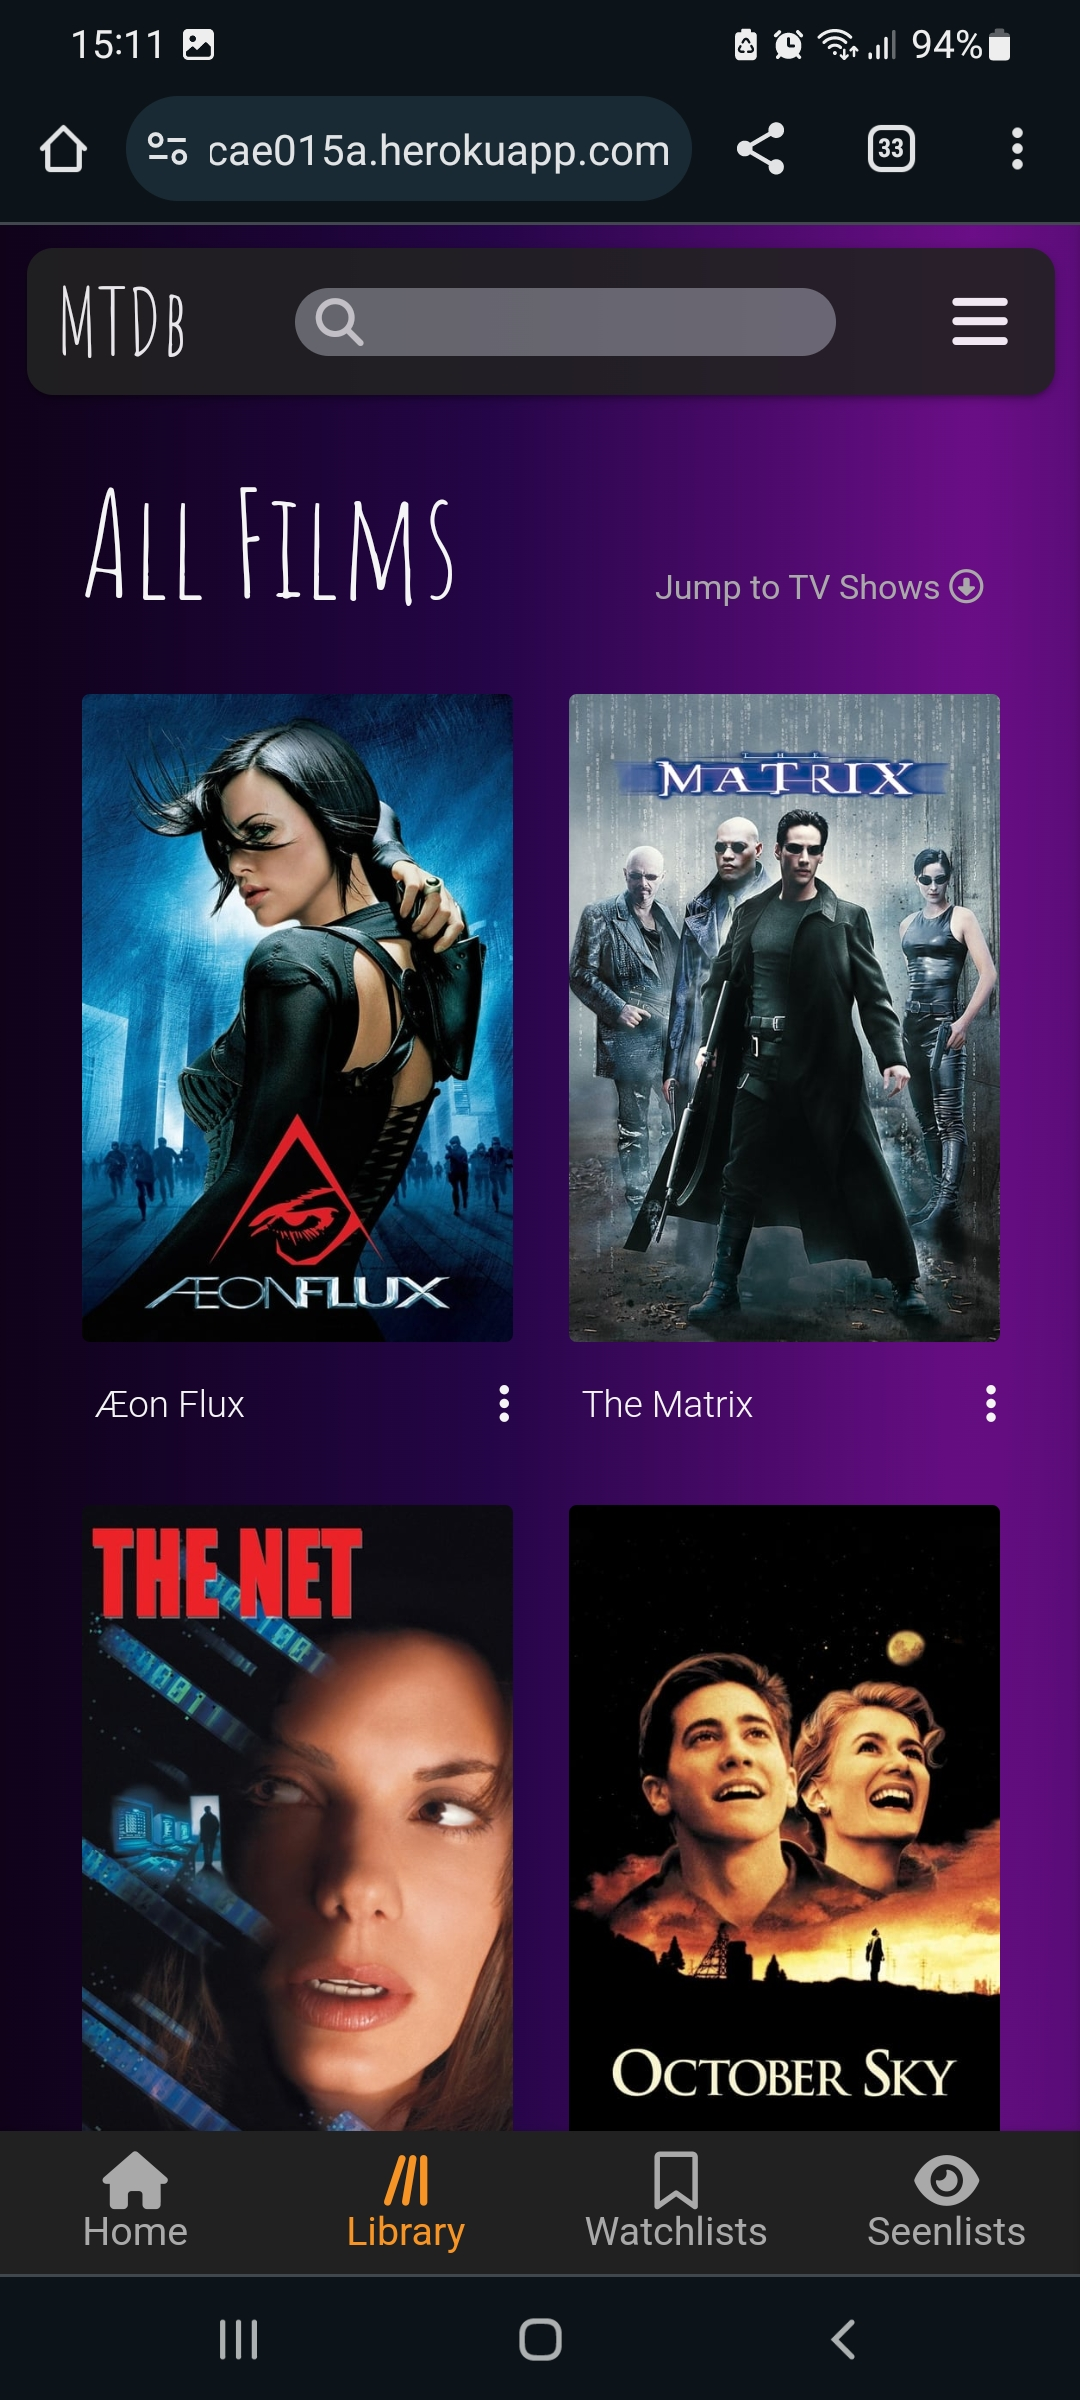 15:11
94%
cae015a.herokuapp.com
33
MTDb
All Films
Jump to TV Shows
THE
MATRIX
ÆONFLUX
Æon Flux
The Matrix
THE NET
OCTOBER SKY
Home
Library
Watchlists
Seenlists